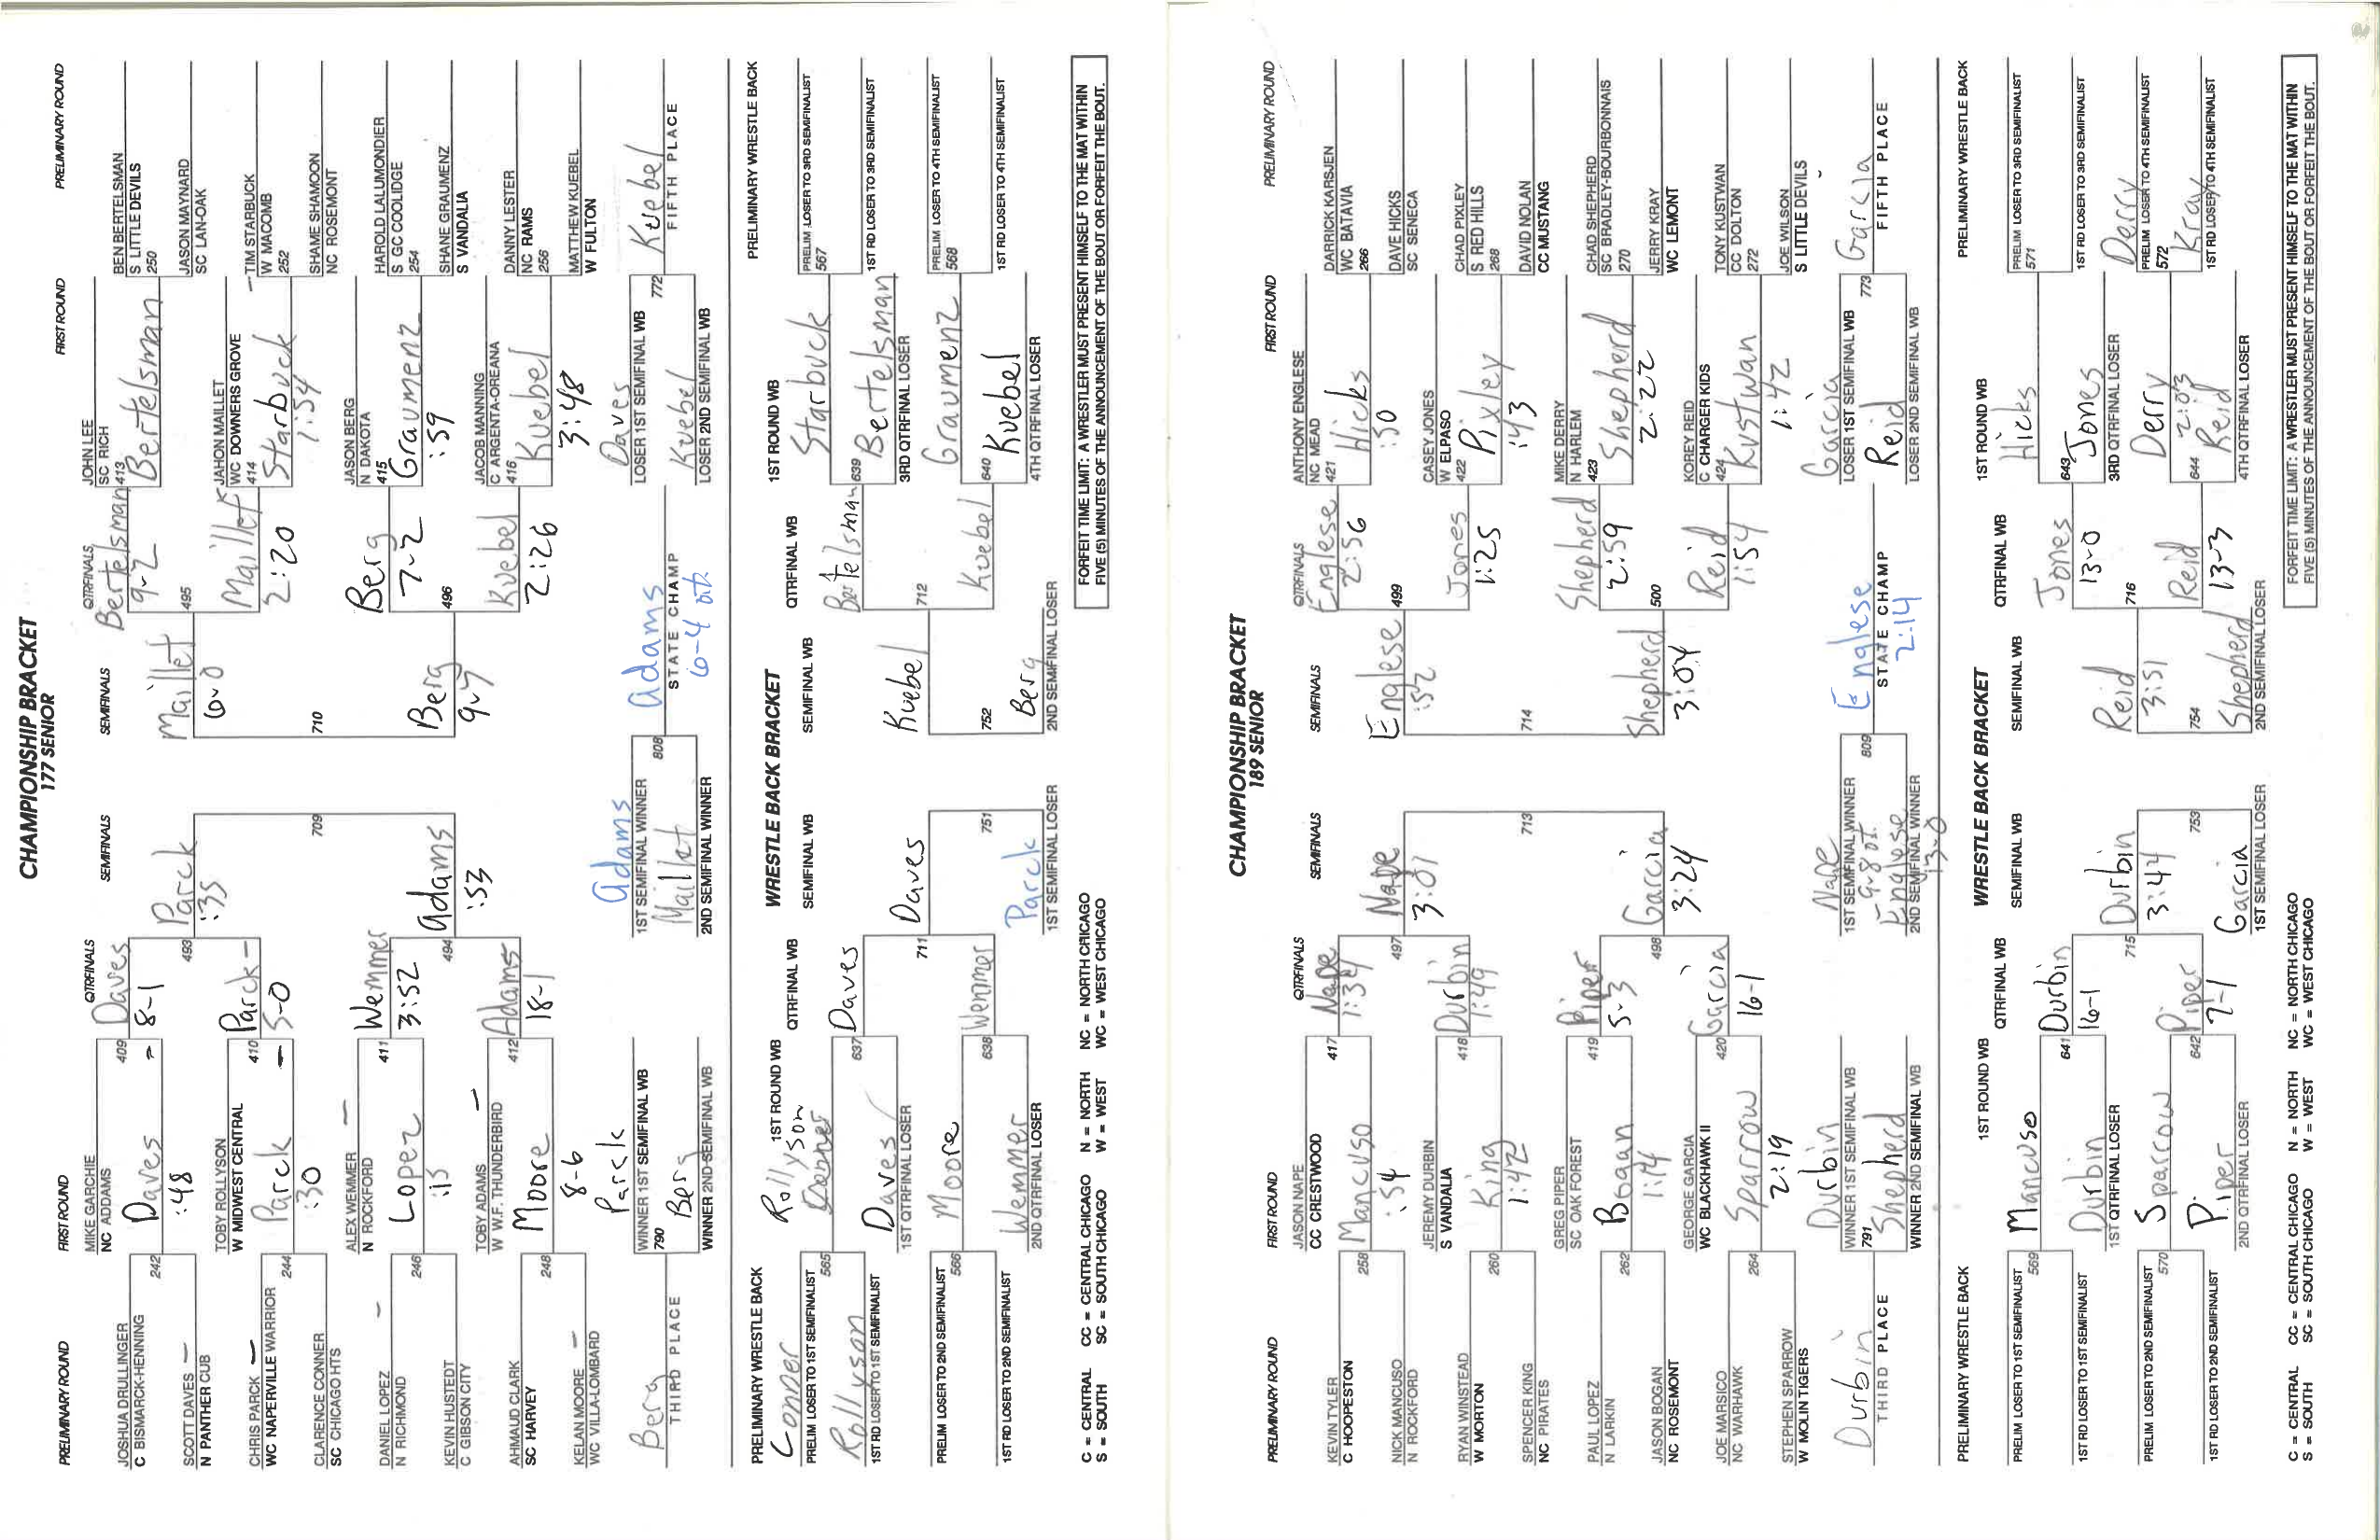 CHAMPIONSHIP BRACKET
177 SENIOR
PRELIMINARY ROUND
FIRST ROUND
QTRFINALS
SEMIFINALS
SEMIFINALS
QTRFINALS
FIRST ROUND
PRELIMINARY ROUND
JOSHUA DRULLINGER
C BISMARCK-HENNING
242
SCOTT DAVES –
N PANTHER CUB
CHRIS PARCK –
WC NAPERVILLE WARRIOR
244
CLARENCE CONNER
SC CHICAGO HTS
DANIEL LOPEZ –
N RICHMOND
246
KEVIN HUSTEDT
C GIBSON CITY
AHMAUD CLARK
SC HARVEY
248
KELAN MOORE –
WC VILLA-LOMBARD
MIKE GARCHIE
NC ADDAMS
409
Daves
:48
TOBY ROLLYSON
W MIDWEST CENTRAL
410
Parck
:30
ALEX WEMMER –
N ROCKFORD
411
Lopez
:15
TOBY ADAMS –
W W.F. THUNDERBIRD
412
Moore
8-6
Daves
8-1
493
Parck –
5-0
Wemmer
3:52
494
Adams
18-1
Parck
:35
709
Adams
:53
Maillet
6-0
710
Berg
9-7
Bertelsman
9-2
495
Maillet
2:20
Berg
7-2
496
Kuebel
2:26
JOHN LEE
SC RICH
413
Bertelsman
JAHON MAILLET
WC DOWNERS GROVE
414
Starbuck
1:54
JASON BERG
N DAKOTA
415
Graumenz
:59
JACOB MANNING
C ARGENTA-OREANA
416
Kuebel
3:48
BEN BERTELSMAN
S LITTLE DEVILS
250
JASON MAYNARD
SC LAN-OAK
TIM STARBUCK
W MACOMB
252
SHAME SHAMOON
NC ROSEMONT
HAROLD LALUMONDIER
S GC COOLIDGE
254
SHANE GRAUMENZ
S VANDALIA
DANNY LESTER
NC RAMS
256
MATTHEW KUEBEL
W FULTON
Berg
THIRD PLACE
Parck
WINNER 1ST SEMIFINAL WB
790
Berg
WINNER 2ND SEMIFINAL WB
Adams
1ST SEMIFINAL WINNER
808
Maillet
2ND SEMIFINAL WINNER
Adams
STATE CHAMP
6-4 ot.
Daves
LOSER 1ST SEMIFINAL WB
772
Kuebel
LOSER 2ND SEMIFINAL WB
Kuebel
FIFTH PLACE
WRESTLE BACK BRACKET
PRELIMINARY WRESTLE BACK
1ST ROUND WB
QTRFINAL WB
SEMIFINAL WB
SEMIFINAL WB
QTRFINAL WB
1ST ROUND WB
PRELIMINARY WRESTLE BACK
Conner
PRELIM LOSER TO 1ST SEMIFINALIST
565
Rollyson
1ST RD LOSER TO 1ST SEMIFINALIST
PRELIM LOSER TO 2ND SEMIFINALIST
566
1ST RD LOSER TO 2ND SEMIFINALIST
Rollyson
Conner
637
Daves
1ST QTRFINAL LOSER
Moore
638
Wemmer
2ND QTRFINAL LOSER
Daves
711
Wemmer
Daves
751
Parck
1ST SEMIFINAL LOSER
Kuebel
752
Berg
2ND SEMIFINAL LOSER
Bertelsman
712
Kuebel
Starbuck
639
Bertelsman
3RD QTRFINAL LOSER
Graumenz
640
Kuebel
4TH QTRFINAL LOSER
PRELIM LOSER TO 3RD SEMIFINALIST
567
1ST RD LOSER TO 3RD SEMIFINALIST
PRELIM LOSER TO 4TH SEMIFINALIST
568
1ST RD LOSER TO 4TH SEMIFINALIST
C = CENTRAL CC = CENTRAL CHICAGO N = NORTH NC = NORTH CHICAGO
S = SOUTH SC = SOUTH CHICAGO W = WEST WC = WEST CHICAGO
FORFEIT TIME LIMIT: A WRESTLER MUST PRESENT HIMSELF TO THE MAT WITHIN
FIVE (5) MINUTES OF THE ANNOUNCEMENT OF THE BOUT OR FORFEIT THE BOUT.
CHAMPIONSHIP BRACKET
189 SENIOR
PRELIMINARY ROUND
FIRST ROUND
QTRFINALS
SEMIFINALS
SEMIFINALS
QTRFINALS
FIRST ROUND
PRELIMINARY ROUND
KEVIN TYLER
C HOOPESTON
258
NICK MANCUSO
N ROCKFORD
RYAN WINSTEAD
W MORTON
260
SPENCER KING
NC PIRATES
PAUL LOPEZ
N LARKIN
262
JASON BOGAN
NC ROSEMONT
JOE MARSICO
NC WARHAWK
264
STEPHEN SPARROW
W MOLIN TIGERS
JASON NAPE
CC CRESTWOOD
417
Mancuso
:54
JEREMY DURBIN
S VANDALIA
418
King
1:42
GREG PIPER
SC OAK FOREST
419
Bogan
1:14
GEORGE GARCIA
WC BLACKHAWK II
420
Sparrow
2:19
Nape
1:34
497
Durbin
1:49
Piper
5-3
498
Garcia
16-1
Nape
3:01
713
Garcia
3:24
Englese
:52
714
Shepherd
3:04
Englese
2:56
499
Jones
1:25
Shepherd
2:59
500
Reid
1:54
ANTHONY ENGLESE
NC MEAD
421
Hicks
:50
CASEY JONES
W ELPASO
422
Pixley
:43
MIKE DERRY
N HARLEM
423
Shepherd
2:22
KOREY REID
C CHARGER KIDS
424
Kustwan
1:42
DARRICK KARSJEN
WC BATAVIA
266
DAVE HICKS
SC SENECA
CHAD PIXLEY
S RED HILLS
268
DAVID NOLAN
CC MUSTANG
CHAD SHEPHERD
SC BRADLEY-BOURBONNAIS
270
JERRY KRAY
WC LEMONT
TONY KUSTWAN
CC DOLTON
272
JOE WILSON
S LITTLE DEVILS
Durbin
THIRD PLACE
Durbin
WINNER 1ST SEMIFINAL WB
791
Shepherd
WINNER 2ND SEMIFINAL WB
Nape
1ST SEMIFINAL WINNER
9-8 ot.
809
Englese
2ND SEMIFINAL WINNER
13-0
Englese
STATE CHAMP
2:14
Garcia
LOSER 1ST SEMIFINAL WB
773
Reid
LOSER 2ND SEMIFINAL WB
Garcia
FIFTH PLACE
WRESTLE BACK BRACKET
PRELIMINARY WRESTLE BACK
1ST ROUND WB
QTRFINAL WB
SEMIFINAL WB
SEMIFINAL WB
QTRFINAL WB
1ST ROUND WB
PRELIMINARY WRESTLE BACK
PRELIM LOSER TO 1ST SEMIFINALIST
569
1ST RD LOSER TO 1ST SEMIFINALIST
PRELIM LOSER TO 2ND SEMIFINALIST
570
1ST RD LOSER TO 2ND SEMIFINALIST
Mancuso
641
Durbin
1ST QTRFINAL LOSER
Sparrow
642
Piper
2ND QTRFINAL LOSER
Durbin
16-1
715
Piper
7-1
Durbin
3:44
753
Garcia
1ST SEMIFINAL LOSER
Reid
3:51
754
Shepherd
2ND SEMIFINAL LOSER
Jones
13-0
716
Reid
13-3
Hicks
643
Jones
3RD QTRFINAL LOSER
Derry
2:03
644
Reid
4TH QTRFINAL LOSER
PRELIM LOSER TO 3RD SEMIFINALIST
571
1ST RD LOSER TO 3RD SEMIFINALIST
Derry
PRELIM LOSER TO 4TH SEMIFINALIST
572
Kray
1ST RD LOSER TO 4TH SEMIFINALIST
C = CENTRAL CC = CENTRAL CHICAGO N = NORTH NC = NORTH CHICAGO
S = SOUTH SC = SOUTH CHICAGO W = WEST WC = WEST CHICAGO
FORFEIT TIME LIMIT: A WRESTLER MUST PRESENT HIMSELF TO THE MAT WITHIN
FIVE (5) MINUTES OF THE ANNOUNCEMENT OF THE BOUT OR FORFEIT THE BOUT.